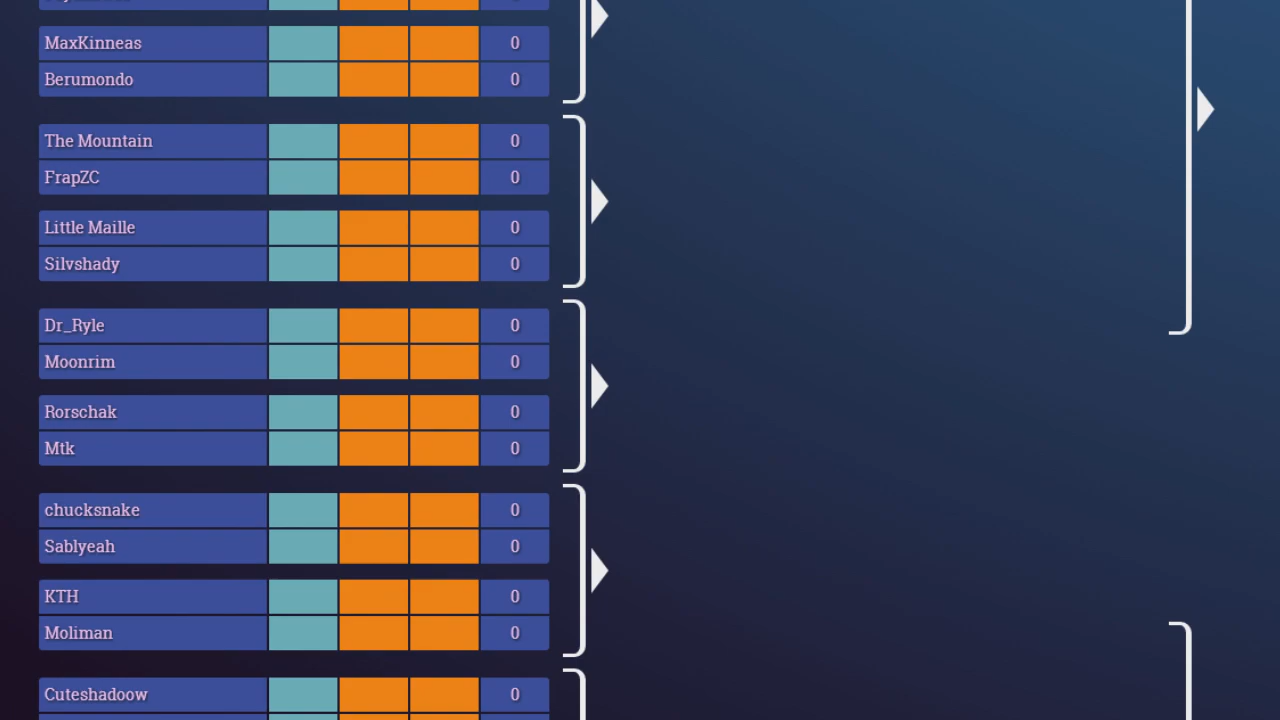 MaxKinneas 0
Berumondo 0
The Mountain 0
FrapZC 0
Little Maille 0
Silvshady 0
Dr_Ryle 0
Moonrim 0
Rorschak 0
Mtk 0
chucksnake 0
Sablyeah 0
KTH 0
Moliman 0
Cuteshadoow 0